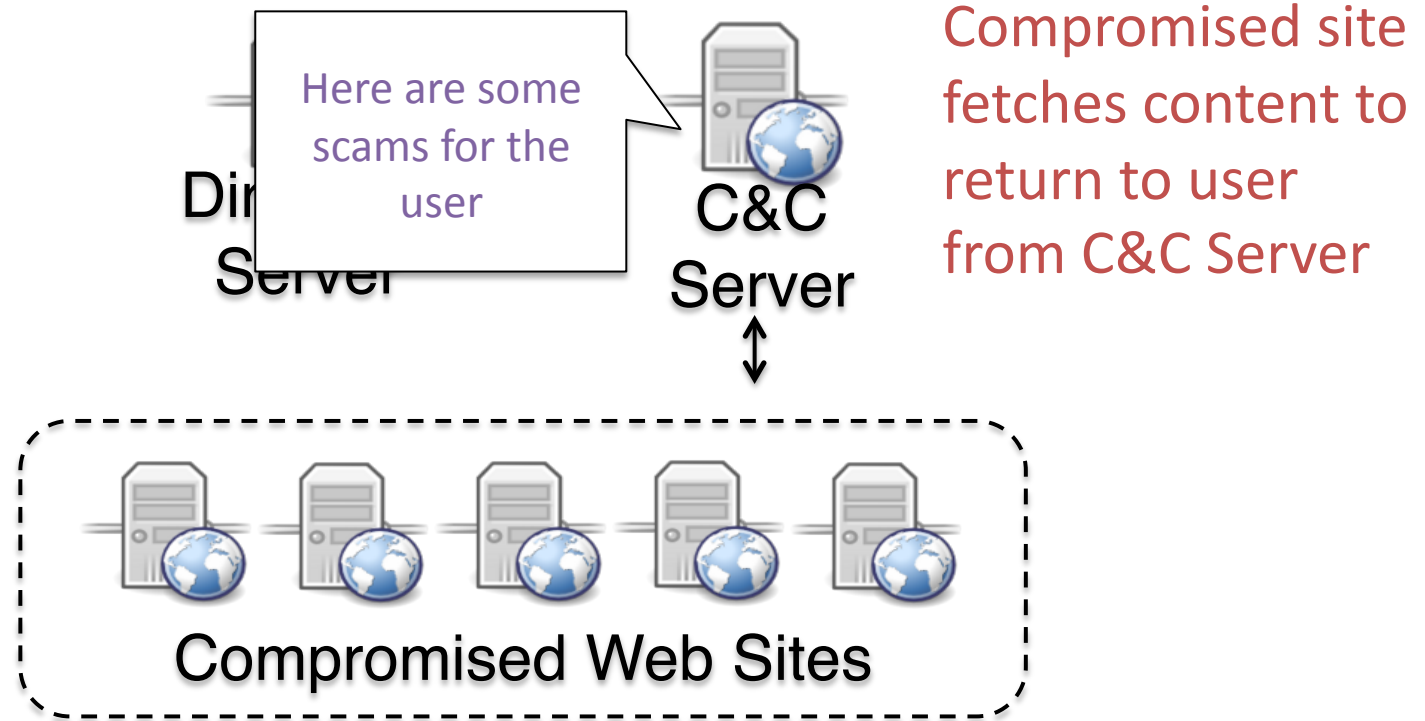 Here are some
scams for the
user
Server
C&C
Server
Compromised site
fetches content to
return to user
from C&C Server
Compromised Web Sites